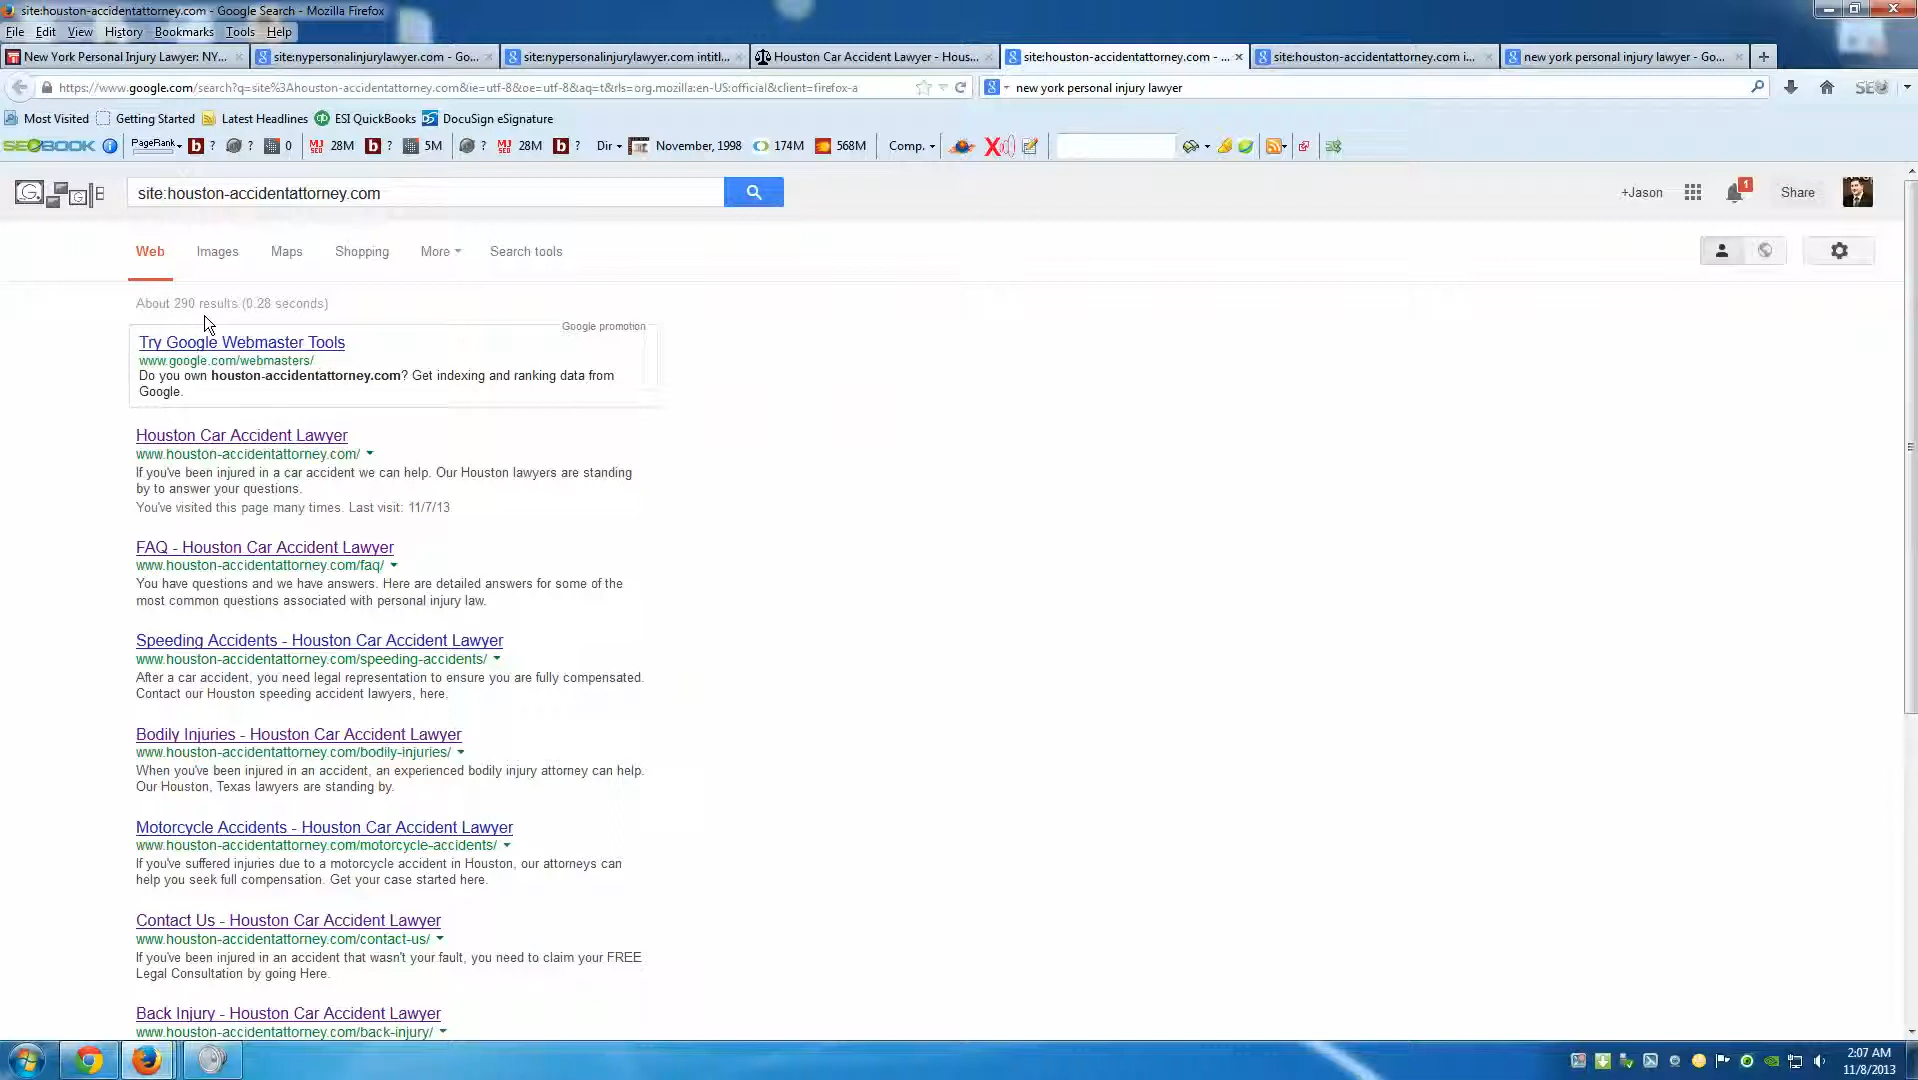 site:houston-accidentattorney.com - Google Search - Mozilla Firefox
File Edit View History Bookmarks Tools Help
New York Personal Injury Lawyer: NY...
site:nypersonalinjurylawyer.com - Go...
site:nypersonalinjurylawyer.com intitl...
Houston Car Accident Lawyer - Hous...
site:houston-accidentattorney.com - ...
site:houston-accidentattorney.com i...
new york personal injury lawyer - Go...
https://www.google.com/search?q=site%3Ahouston-accidentattorney.com&ie=utf-8&oe=utf-8&aq=t&rls=org.mozilla:en-US:official&client=firefox-a
new york personal injury lawyer
Most Visited Getting Started Latest Headlines ESI QuickBooks DocuSign eSignature
SEOBOOK PageRank ? ? 0 28M ? 5M ? 28M ? Dir November, 1998 174M 568M Comp.
site:houston-accidentattorney.com
+Jason 1 Share
Web Images Maps Shopping More Search tools
About 290 results (0.28 seconds)
Google promotion
Try Google Webmaster Tools
www.google.com/webmasters/
Do you own houston-accidentattorney.com? Get indexing and ranking data from
Google.
Houston Car Accident Lawyer
www.houston-accidentattorney.com/
If you've been injured in a car accident we can help. Our Houston lawyers are standing
by to answer your questions.
You've visited this page many times. Last visit: 11/7/13
FAQ - Houston Car Accident Lawyer
www.houston-accidentattorney.com/faq/
You have questions and we have answers. Here are detailed answers for some of the
most common questions associated with personal injury law.
Speeding Accidents - Houston Car Accident Lawyer
www.houston-accidentattorney.com/speeding-accidents/
After a car accident, you need legal representation to ensure you are fully compensated.
Contact our Houston speeding accident lawyers, here.
Bodily Injuries - Houston Car Accident Lawyer
www.houston-accidentattorney.com/bodily-injuries/
When you've been injured in an accident, an experienced bodily injury attorney can help.
Our Houston, Texas lawyers are standing by.
Motorcycle Accidents - Houston Car Accident Lawyer
www.houston-accidentattorney.com/motorcycle-accidents/
If you've suffered injuries due to a motorcycle accident in Houston, our attorneys can
help you seek full compensation. Get your case started here.
Contact Us - Houston Car Accident Lawyer
www.houston-accidentattorney.com/contact-us/
If you've been injured in an accident that wasn't your fault, you need to claim your FREE
Legal Consultation by going Here.
Back Injury - Houston Car Accident Lawyer
www.houston-accidentattorney.com/back-injury/
2:07 AM
11/8/2013